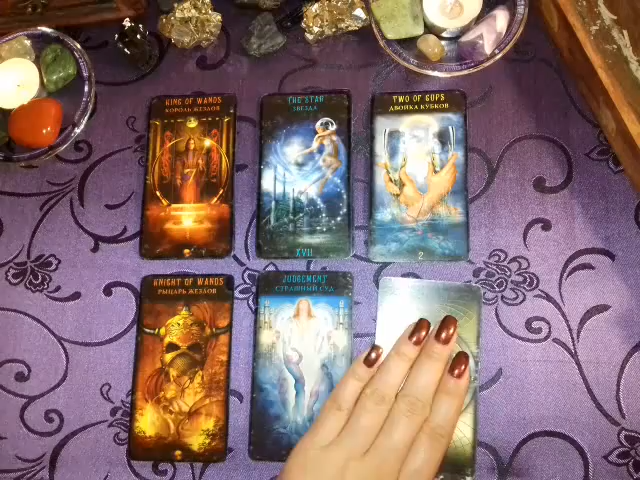 KING OF WANDS
КОРОЛЬ ЖЕЗЛОВ
THE STAR
ЗВЕЗДА
XVII
TWO OF CUPS
ДВОЙКА КУБКОВ
2
KNIGHT OF WANDS
РЫЦАРЬ ЖЕЗЛОВ
JUDGEMENT
СТРАШНЫЙ СУД